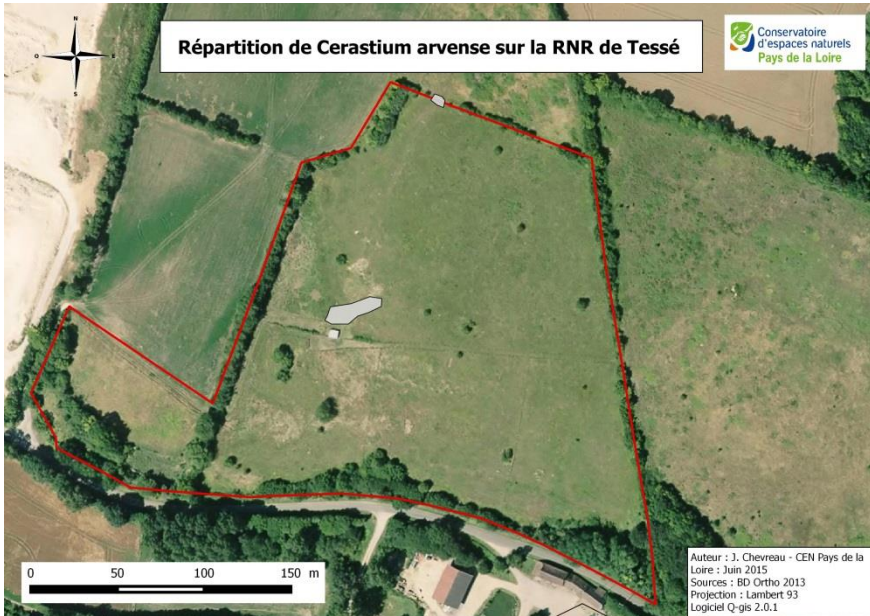 Répartition de Cerastium arvense sur la RNR de Tessé
Conservatoire
d'espaces naturels
Pays de la Loire
N
O
E
S
0 50 100 150 m
Auteur : J. Chevreau - CEN Pays de la
Loire : Juin 2015
Sources : BD Ortho 2013
Projection : Lambert 93
Logiciel Q-gis 2.0.1